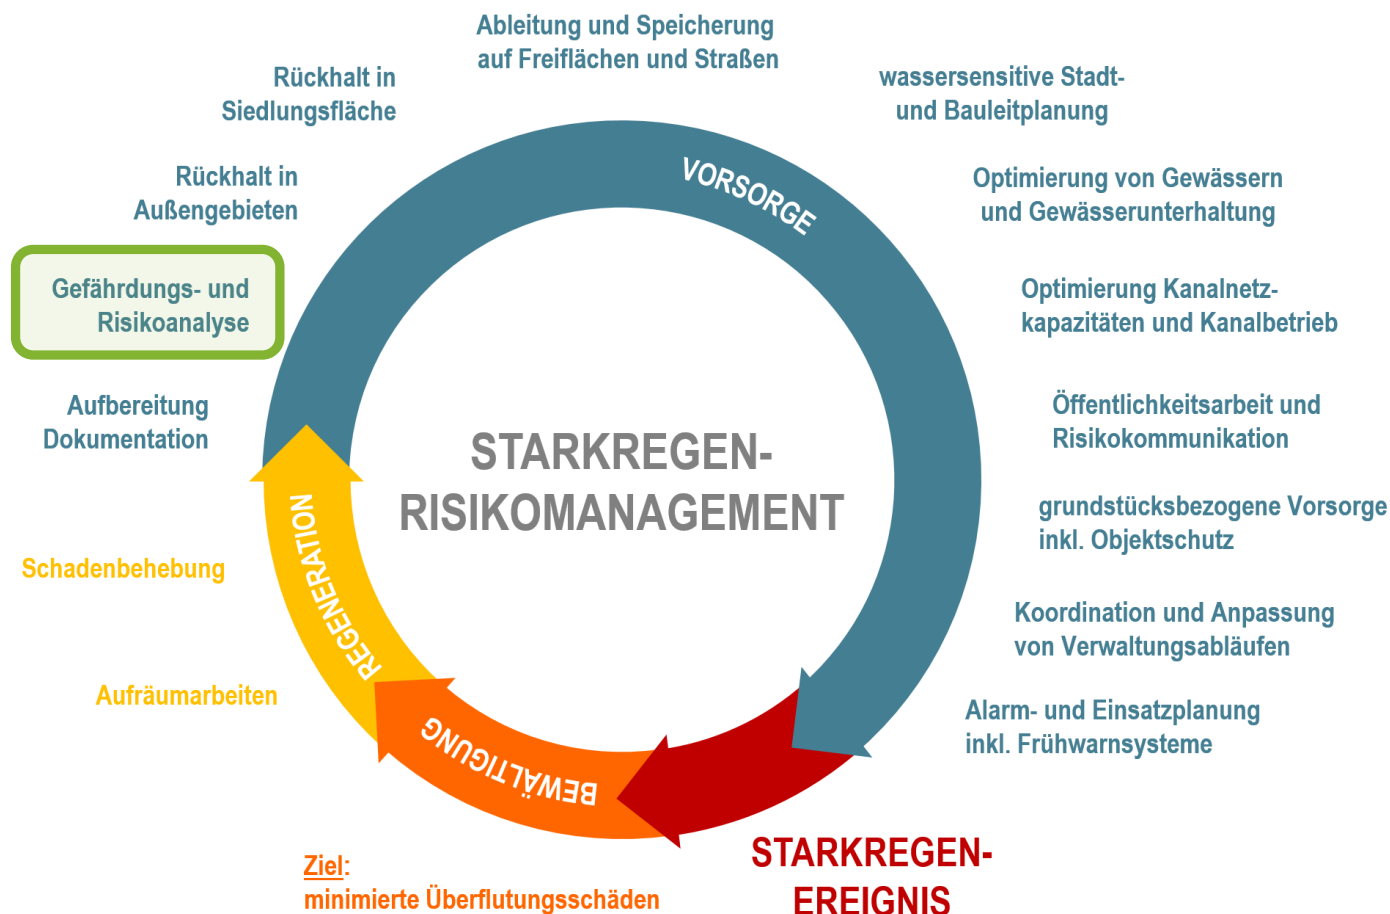 Ableitung und Speicherung
auf Freiflächen und Straßen
Rückhalt in
Siedlungsfläche
wassersensitive Stadt-
und Bauleitplanung
Rückhalt in
Außengebieten
VORSORGE
Optimierung von Gewässern
und Gewässerunterhaltung
Gefährdungs- und
Risikoanalyse
Optimierung Kanalnetz-
kapazitäten und Kanalbetrieb
Aufbereitung
Dokumentation
Öffentlichkeitsarbeit und
Risikokommunikation
STARKREGEN-
RISIKOMANAGEMENT
grundstücksbezogene Vorsorge
inkl. Objektschutz
REGENERATION
Schadenbehebung
Koordination und Anpassung
von Verwaltungsabläufen
Aufräumarbeiten
Alarm- und Einsatzplanung
inkl. Frühwarnsysteme
BEWÄLTIGUNG
STARKREGEN-
EREIGNIS
Ziel:
minimierte Überflutungsschäden